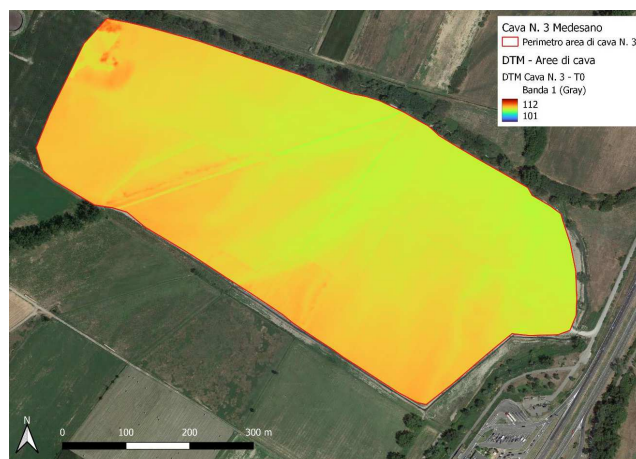 Cava N. 3 Medesano
Perimetro area di cava N. 3
DTM - Aree di cava
DTM Cava N. 3 - T0
Banda 1 (Gray)
112
101
N
0 100 200 300 m